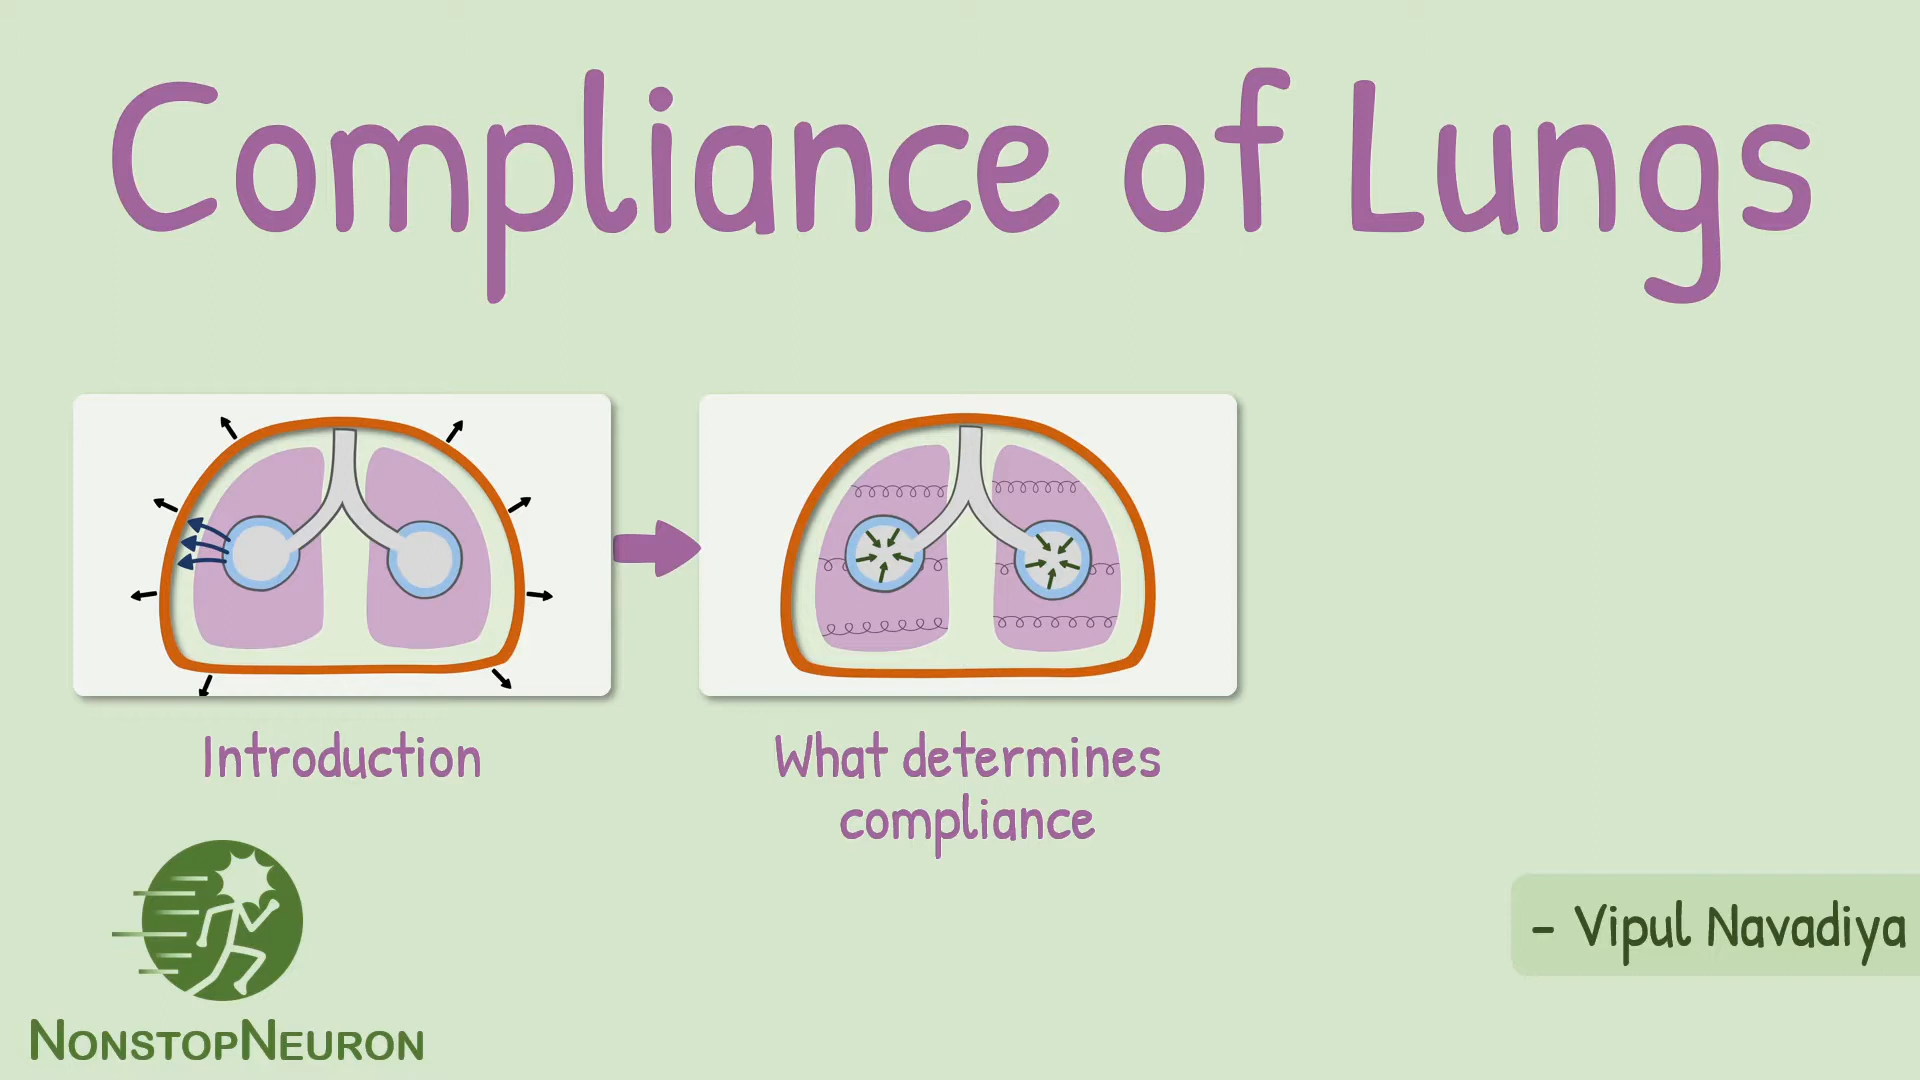 Compliance of Lungs
Introduction
What determines
compliance
- Vipul Navadiya
NONSTOPNEURON